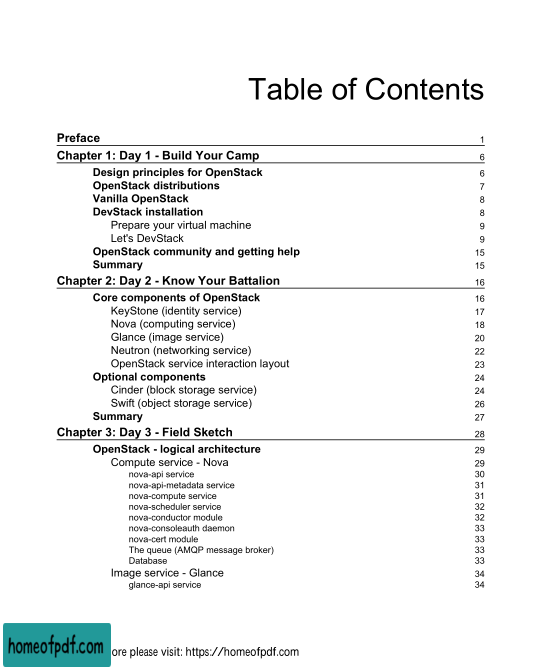 Table of Contents
Preface 1
Chapter 1: Day 1 - Build Your Camp 6
Design principles for OpenStack 6
OpenStack distributions 7
Vanilla OpenStack 8
DevStack installation 8
Prepare your virtual machine 9
Let's DevStack 9
OpenStack community and getting help 15
Summary 15
Chapter 2: Day 2 - Know Your Battalion 16
Core components of OpenStack 16
KeyStone (identity service) 17
Nova (computing service) 18
Glance (image service) 20
Neutron (networking service) 22
OpenStack service interaction layout 23
Optional components 24
Cinder (block storage service) 24
Swift (object storage service) 26
Summary 27
Chapter 3: Day 3 - Field Sketch 28
OpenStack - logical architecture 29
Compute service - Nova 29
nova-api service 30
nova-api-metadata service 31
nova-compute service 31
nova-scheduler service 32
nova-conductor module 32
nova-consoleauth daemon 33
nova-cert module 33
The queue (AMQP message broker) 33
Database 33
Image service - Glance 34
glance-api service 34
homeofpdf.com ore please visit: https://homeofpdf.com